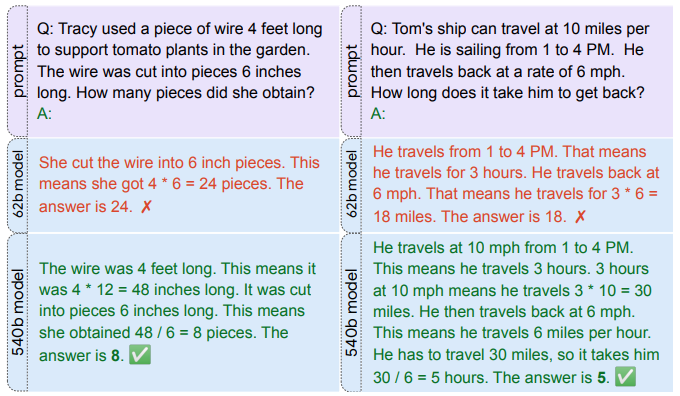 prompt
Q: Tracy used a piece of wire 4 feet long
to support tomato plants in the garden.
The wire was cut into pieces 6 inches
long. How many pieces did she obtain?
A:
62b model
She cut the wire into 6 inch pieces. This
means she got 4 * 6 = 24 pieces. The
answer is 24. ✗
540b model
The wire was 4 feet long. This means it
was 4 * 12 = 48 inches long. It was cut
into pieces 6 inches long. This means
she obtained 48 / 6 = 8 pieces. The
answer is 8. ✅
prompt
Q: Tom's ship can travel at 10 miles per
hour. He is sailing from 1 to 4 PM. He
then travels back at a rate of 6 mph.
How long does it take him to get back?
A:
62b model
He travels from 1 to 4 PM. That means
he travels for 3 hours. He travels back at
6 mph. That means he travels for 3 * 6 =
18 miles. The answer is 18. ✗
540b model
He travels at 10 mph from 1 to 4 PM.
This means he travels 3 hours. 3 hours
at 10 mph means he travels 3 * 10 = 30
miles. He then travels back at 6 mph.
This means he travels 6 miles per hour.
He has to travel 30 miles, so it takes him
30 / 6 = 5 hours. The answer is 5. ✅